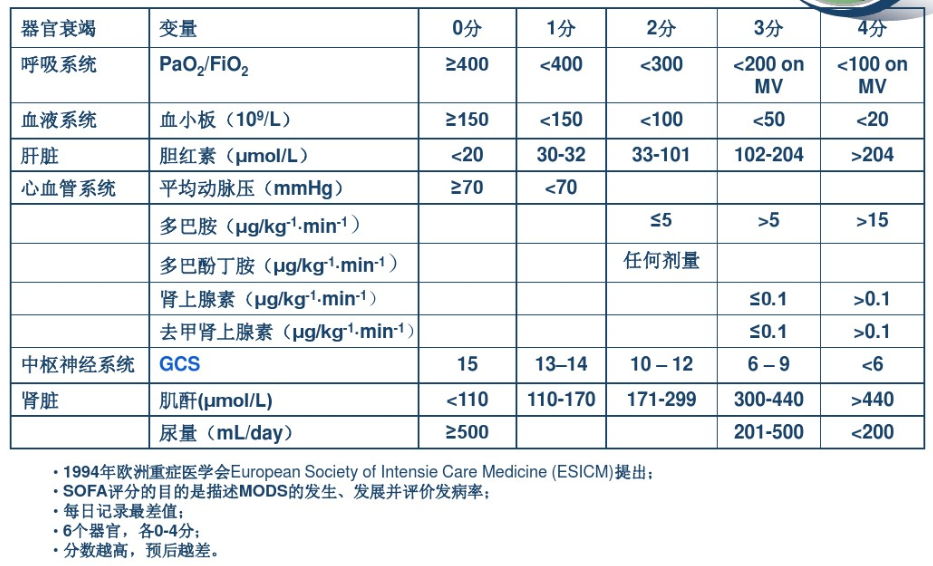 器官衰竭 变量 0分 1分 2分 3分 4分
呼吸系统 PaO2/FiO2 ≥400 <400 <300 <200 on MV <100 on MV
血液系统 血小板（10⁹/L） ≥150 <150 <100 <50 <20
肝脏 胆红素（μmol/L） <20 30-32 33-101 102-204 >204
心血管系统 平均动脉压（mmHg） ≥70 <70
多巴胺（μg/kg⁻¹·min⁻¹） ≤5 >5 >15
多巴酚丁胺（μg/kg⁻¹·min⁻¹） 任何剂量
肾上腺素（μg/kg⁻¹·min⁻¹） ≤0.1 >0.1
去甲肾上腺素（μg/kg⁻¹·min⁻¹） ≤0.1 >0.1
中枢神经系统 GCS 15 13–14 10 – 12 6 – 9 <6
肾脏 肌酐(μmol/L) <110 110-170 171-299 300-440 >440
尿量（mL/day） ≥500 201-500 <200
• 1994年欧洲重症医学会European Society of Intensie Care Medicine (ESICM)提出；
• SOFA评分的目的是描述MODS的发生、发展并评价发病率；
• 每日记录最差值；
• 6个器官，各0-4分；
• 分数越高，预后越差。